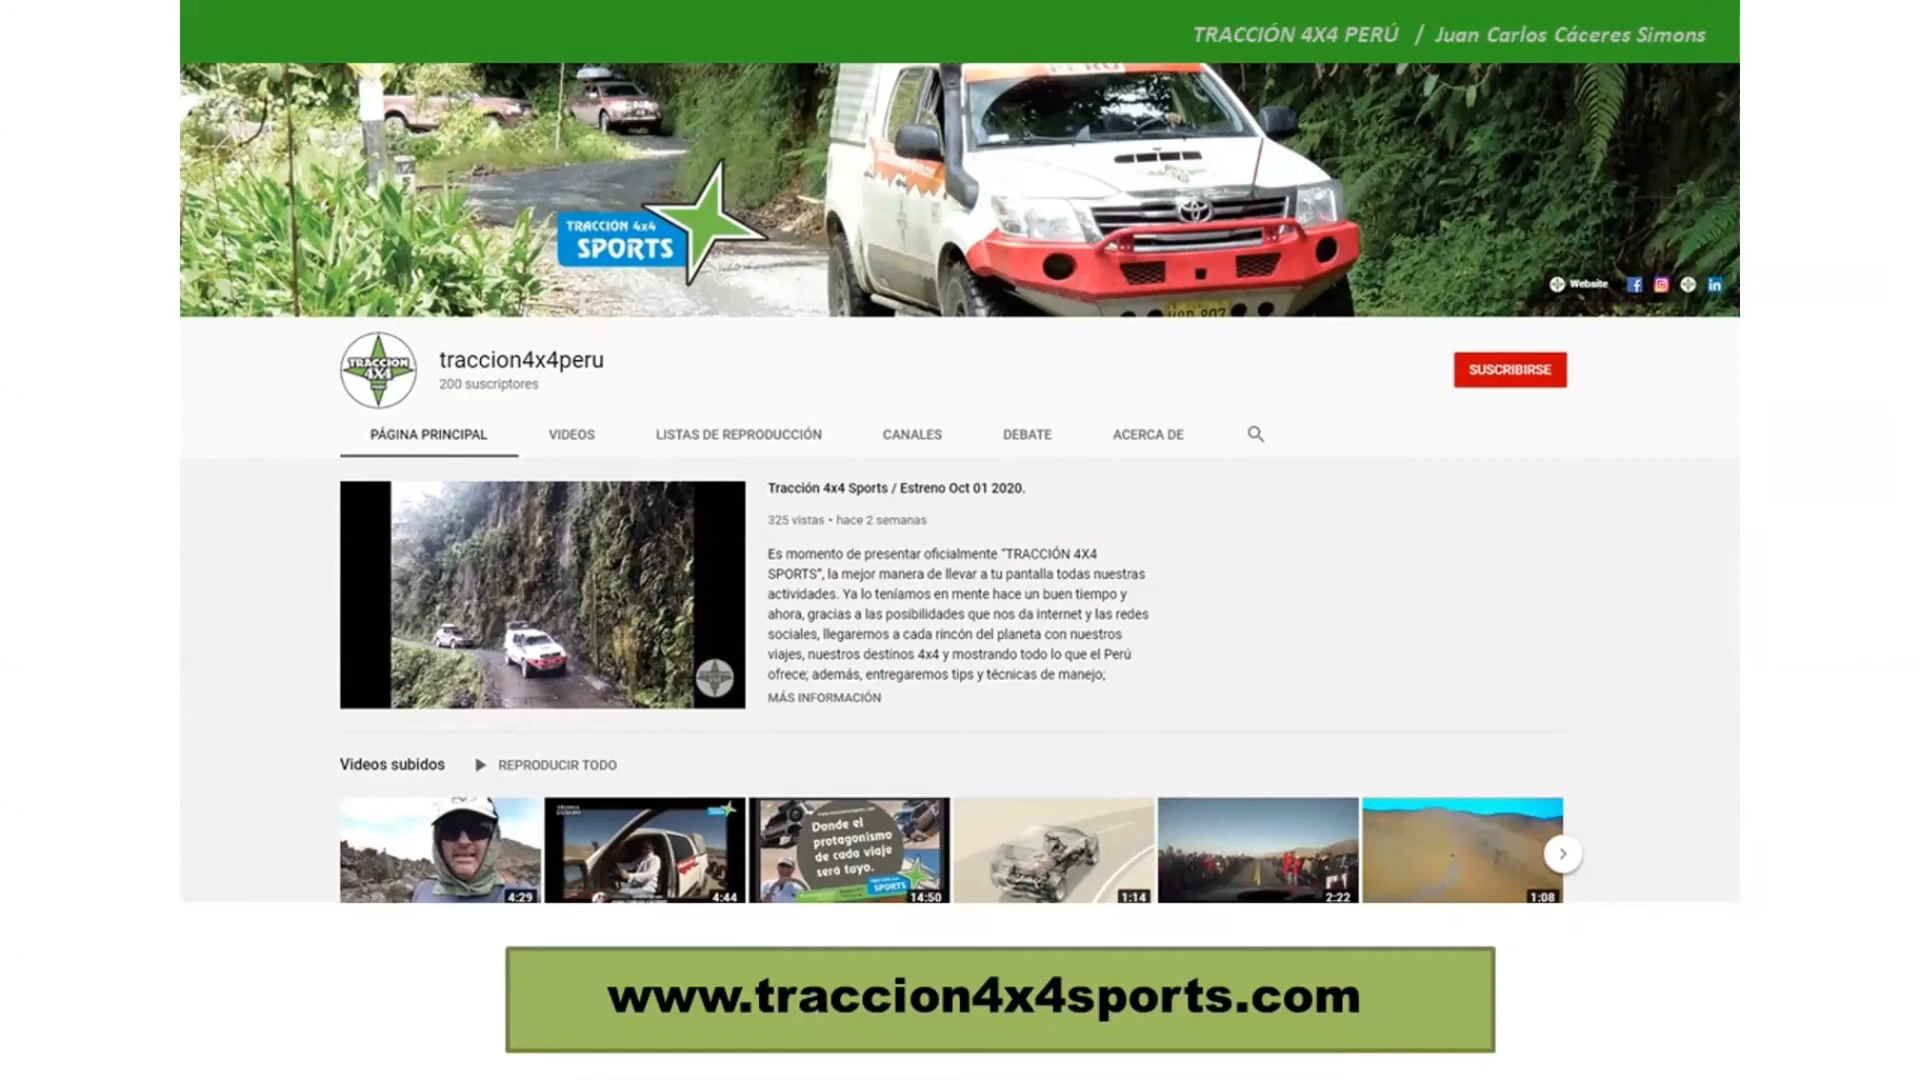 TRACCIÓN 4X4 PERÚ / Juan Carlos Cáceres Simons
TRACCIÓN 4x4
SPORTS
Website
TRACCION
4X4
traccion4x4peru
200 suscriptores
SUSCRIBIRSE
PÁGINA PRINCIPAL VIDEOS LISTAS DE REPRODUCCIÓN CANALES DEBATE ACERCA DE
Tracción 4x4 Sports / Estreno Oct 01 2020.
325 vistas • hace 2 semanas
Es momento de presentar oficialmente "TRACCIÓN 4X4
SPORTS", la mejor manera de llevar a tu pantalla todas nuestras
actividades. Ya lo teníamos en mente hace un buen tiempo y
ahora, gracias a las posibilidades que nos da internet y las redes
sociales, llegaremos a cada rincón del planeta con nuestros
viajes, nuestros destinos 4x4 y mostrando todo lo que el Perú
ofrece; además, entregaremos tips y técnicas de manejo;
MÁS INFORMACIÓN
Videos subidos REPRODUCIR TODO
Donde el
protagonismo
de cada viaje
será tuyo.
SPORTS
4:29 4:44 14:50 1:14 2:22 1:08
www.traccion4x4sports.com